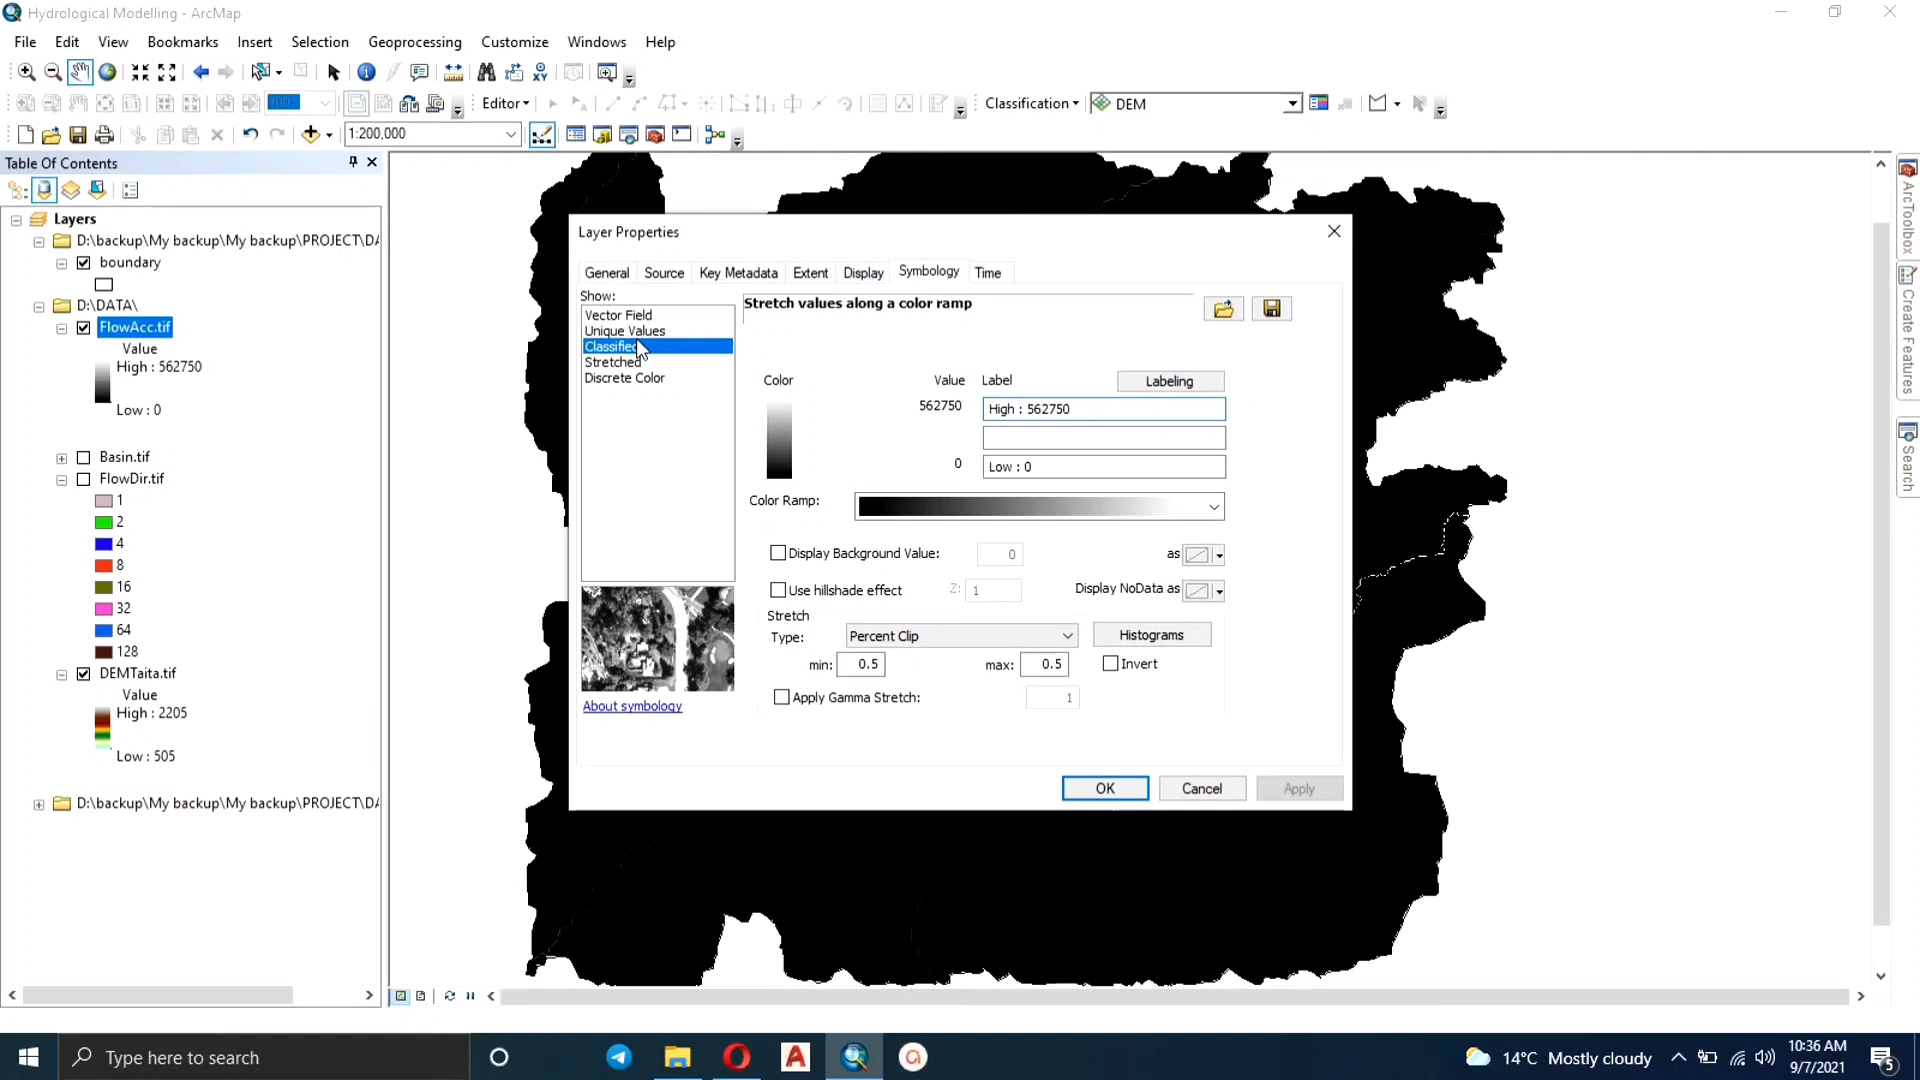 Hydrological Modelling - ArcMap
File Edit View Bookmarks Insert Selection Geoprocessing Customize Windows Help
Editor Classification DEM
1:200,000
Table Of Contents
Layers
D:\backup\My backup\My backup\PROJECT\DA
boundary
D:\DATA\
FlowAcc.tif
Value
High : 562750
Low : 0
Basin.tif
FlowDir.tif
1
2
4
8
16
32
64
128
DEMTaita.tif
Value
High : 2205
Low : 505
D:\backup\My backup\My backup\PROJECT\DA
Layer Properties
General Source Key Metadata Extent Display Symbology Time
Show:
Vector Field
Unique Values
Classified
Stretched
Discrete Color
About symbology
Stretch values along a color ramp
Color Value Label Labeling
562750 High : 562750
0 Low : 0
Color Ramp:
Display Background Value: 0 as
Use hillshade effect Z: 1 Display NoData as
Stretch
Type: Percent Clip Histograms
min: 0.5 max: 0.5 Invert
Apply Gamma Stretch: 1
OK Cancel Apply
ArcToolbox
Create Features
Search
Type here to search
14°C Mostly cloudy
10:36 AM
9/7/2021
5